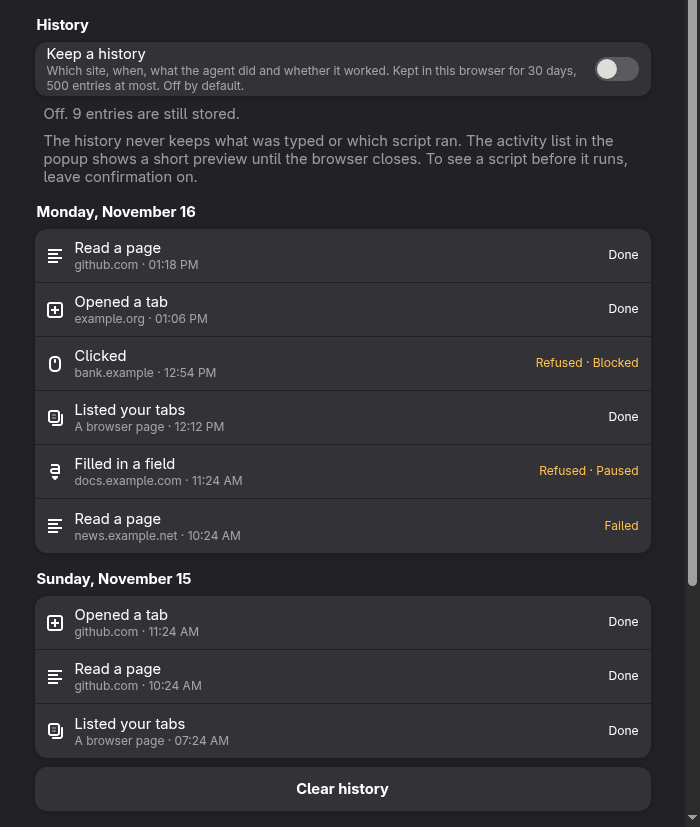 History
Keep a history
Which site, when, what the agent did and whether it worked. Kept in this browser for 30 days,
500 entries at most. Off by default.
Off. 9 entries are still stored.
The history never keeps what was typed or which script ran. The activity list in the
popup shows a short preview until the browser closes. To see a script before it runs,
leave confirmation on.
Monday, November 16
Read a page
github.com · 01:18 PM
Done
Opened a tab
example.org · 01:06 PM
Done
Clicked
bank.example · 12:54 PM
Refused · Blocked
Listed your tabs
A browser page · 12:12 PM
Done
Filled in a field
docs.example.com · 11:24 AM
Refused · Paused
Read a page
news.example.net · 10:24 AM
Failed
Sunday, November 15
Opened a tab
github.com · 11:24 AM
Done
Read a page
github.com · 10:24 AM
Done
Listed your tabs
A browser page · 07:24 AM
Done
Clear history